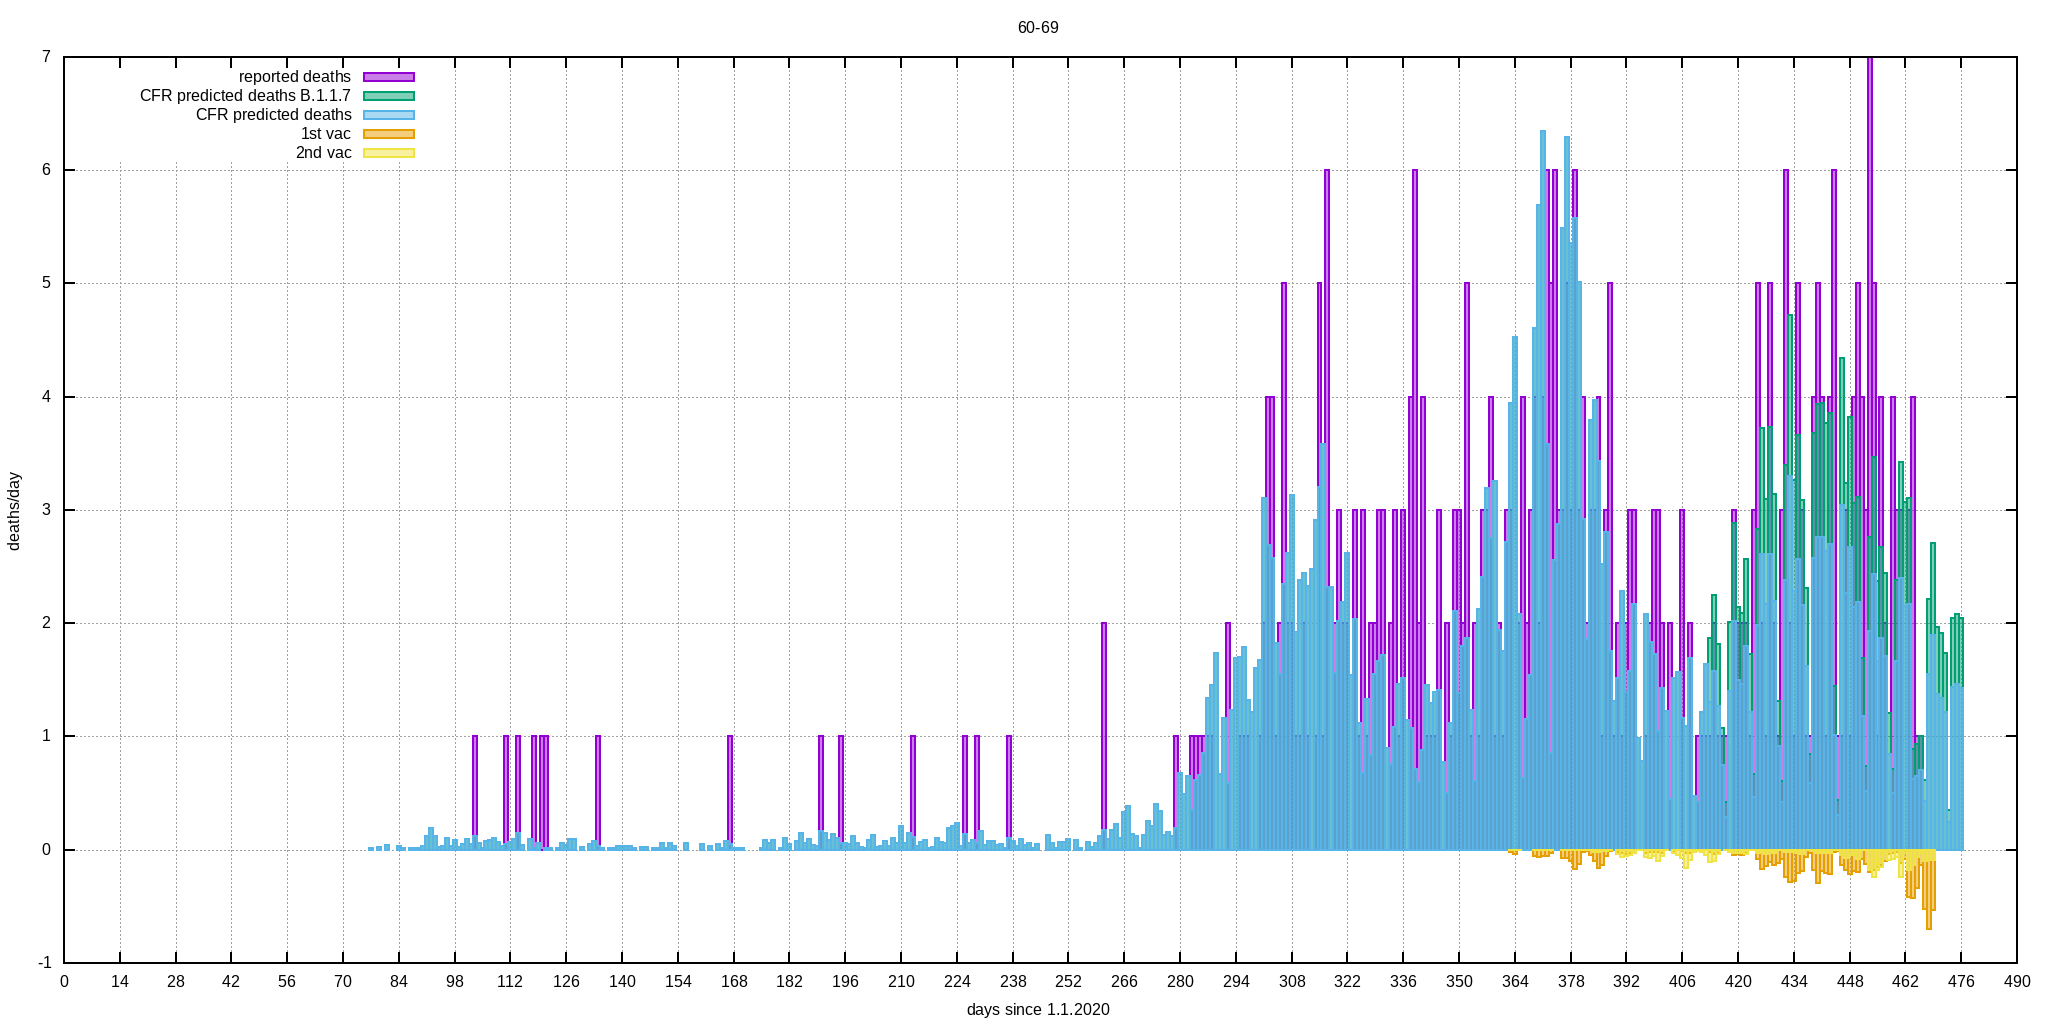 60-69
reported deaths
CFR predicted deaths B.1.1.7
CFR predicted deaths
1st vac
2nd vac
7
6
5
4
3
2
1
0
-1
deaths/day
0 14 28 42 56 70 84 98 112 126 140 154 168 182 196 210 224 238 252 266 280 294 308 322 336 350 364 378 392 406 420 434 448 462 476 490
days since 1.1.2020